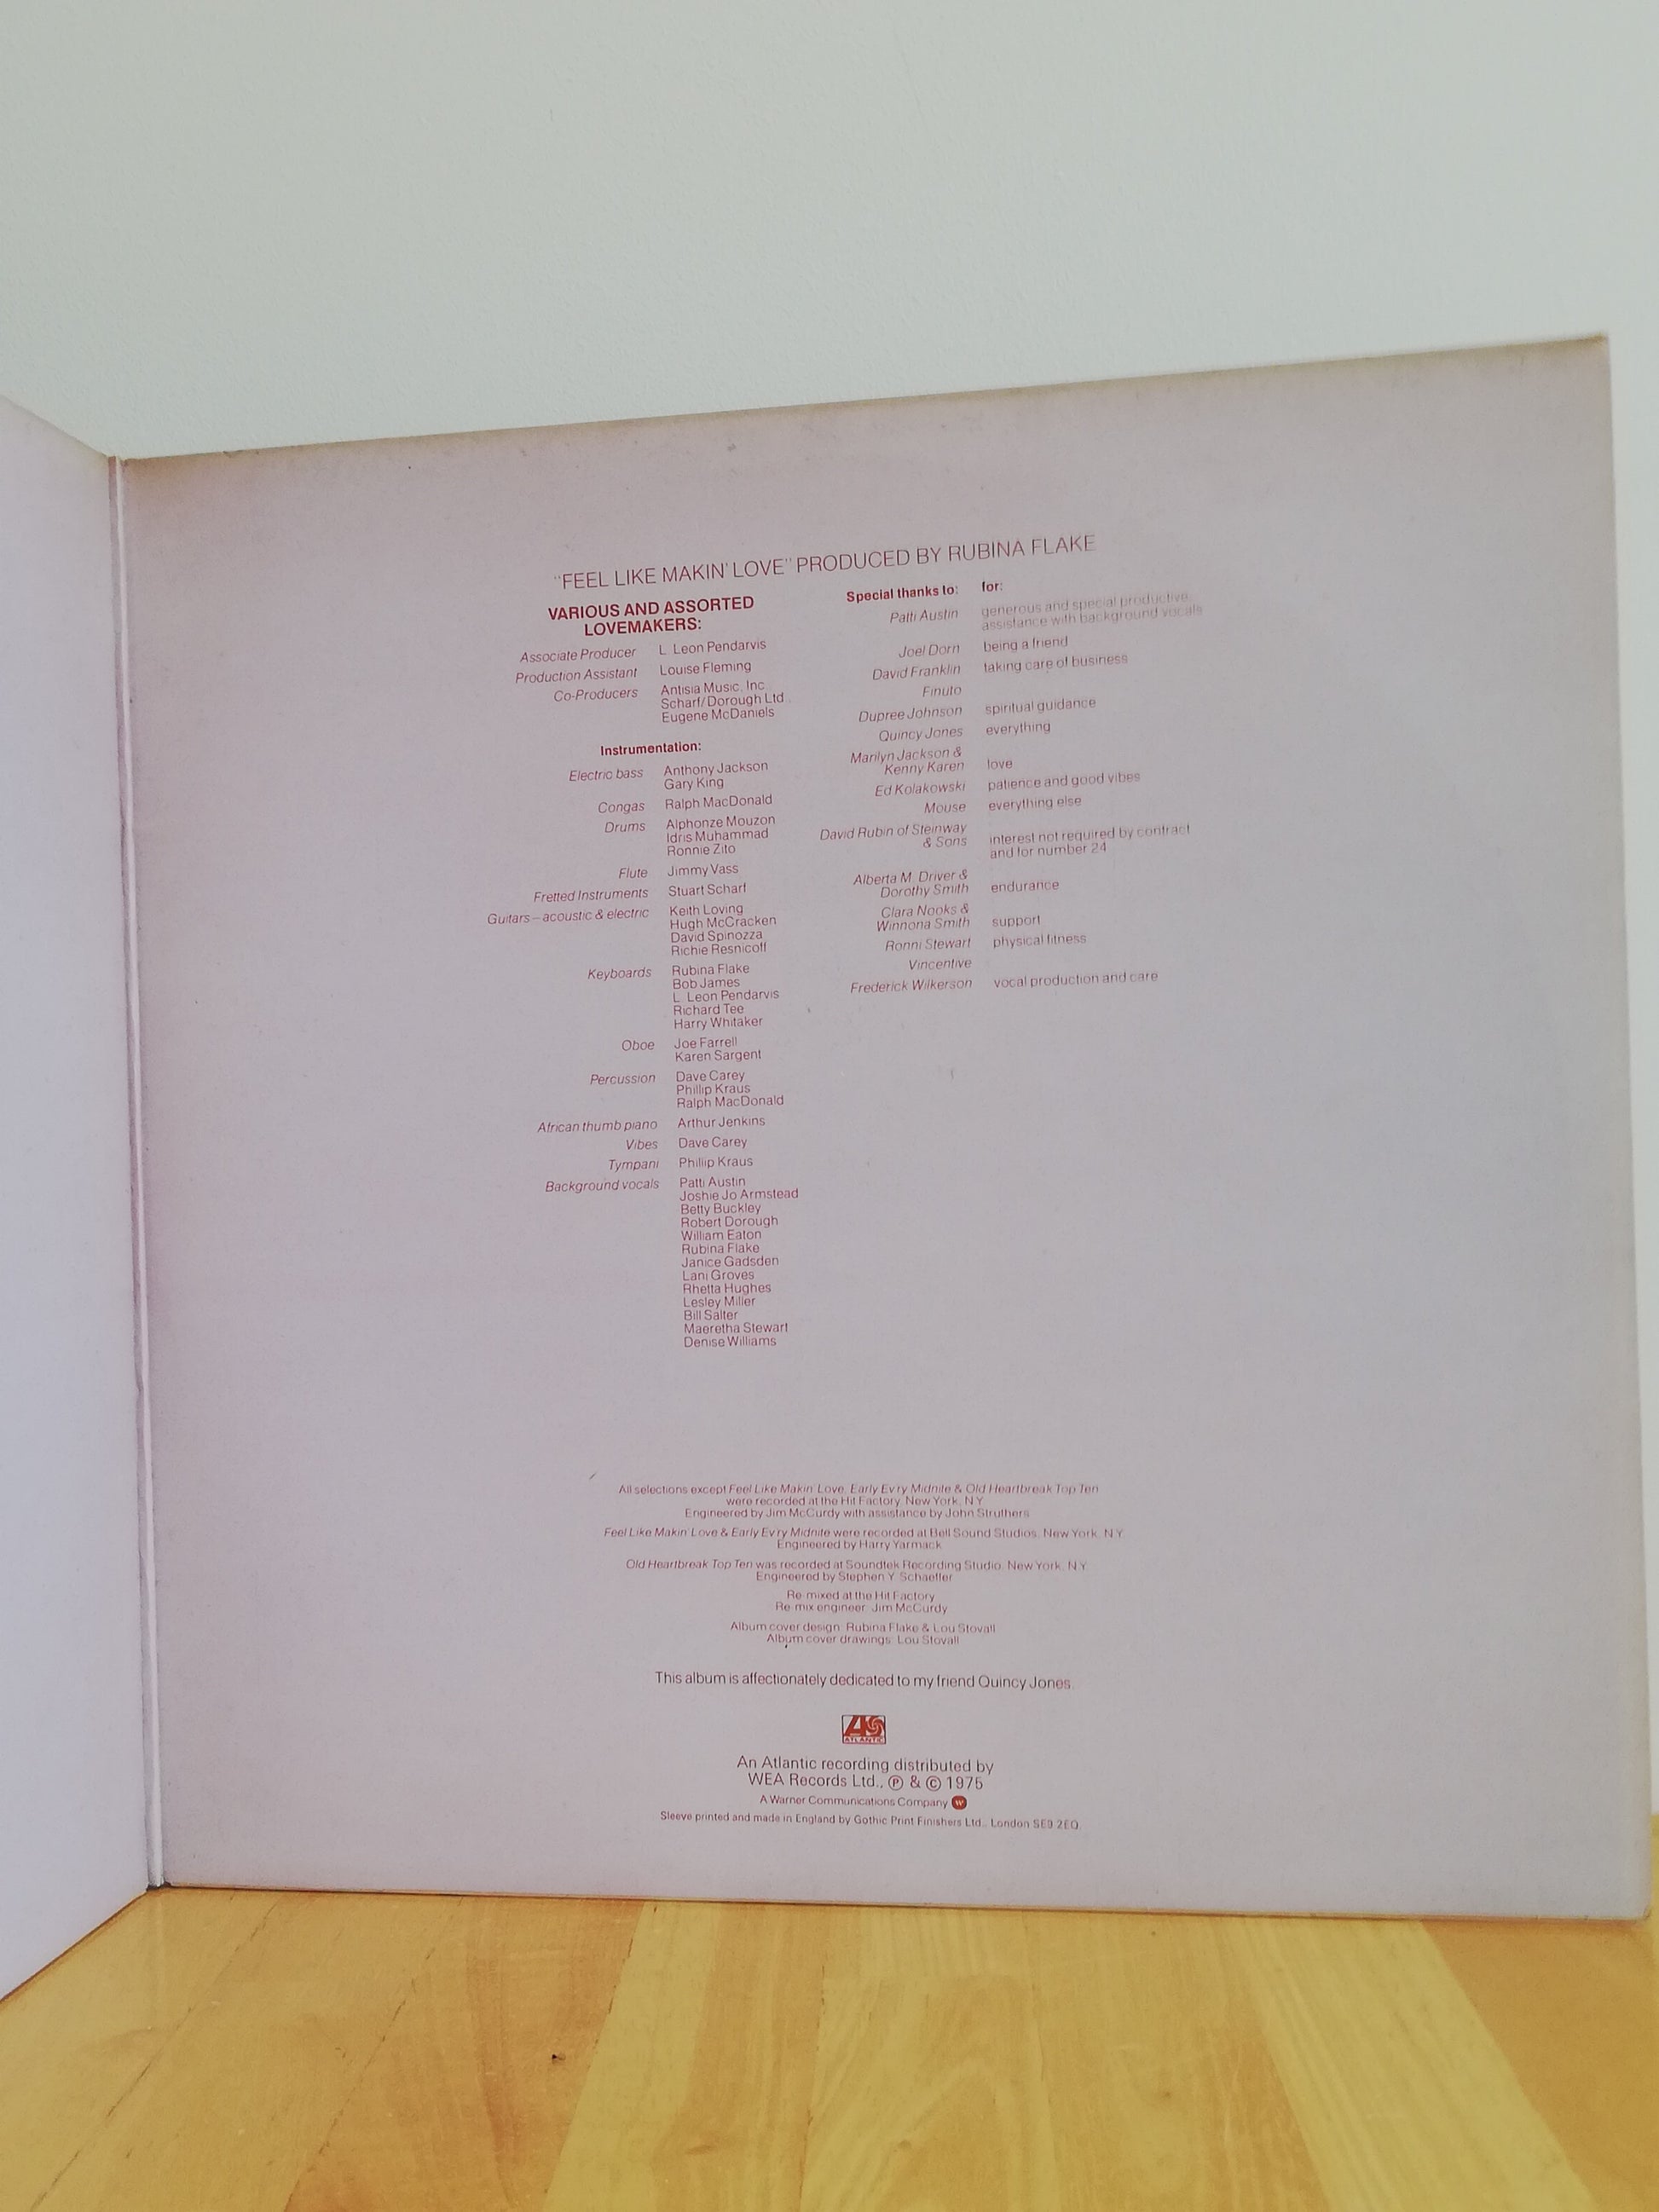 "FEEL LIKE MAKIN' LOVE" PRODUCED BY RUBINA FLAKE
VARIOUS AND ASSORTED
LOVEMAKERS:
Associate Producer L. Leon Pendarvis
Production Assistant Louise Fleming
Co-Producers Antisia Music, Inc.
Scharf/Dorough Ltd.
Eugene McDaniels
Instrumentation:
Electric bass Anthony Jackson
Gary King
Congas Ralph MacDonald
Drums Alphonze Mouzon
Idris Muhammad
Ronnie Zito
Flute Jimmy Vass
Fretted Instruments Stuart Scharf
Guitars – acoustic & electric Keith Loving
Hugh McCracken
David Spinozza
Richie Resnicoff
Keyboards Rubina Flake
Bob James
L. Leon Pendarvis
Richard Tee
Harry Whitaker
Oboe Joe Farrell
Karen Sargent
Percussion Dave Carey
Phillip Kraus
Ralph MacDonald
African thumb piano Arthur Jenkins
Vibes Dave Carey
Tympani Phillip Kraus
Background vocals Patti Austin
Joshie Jo Armstead
Betty Buckley
Robert Dorough
William Eaton
Rubina Flake
Janice Gadsden
Lani Groves
Rhetta Hughes
Lesley Miller
Bill Salter
Maeretha Stewart
Denise Williams
Special thanks to: for:
Patti Austin generous and special productive
assistance with background vocals
Joel Dorn being a friend
David Franklin taking care of business
Finuto
Dupree Johnson spiritual guidance
Quincy Jones everything
Marilyn Jackson &
Kenny Karen love
Ed Kolakowski patience and good vibes
Mouse everything else
David Rubin of Steinway
& Sons interest not required by contract
and for number 24
Alberta M. Driver &
Dorothy Smith endurance
Clara Nooks &
Winnona Smith support
Ronni Stewart physical fitness
Vincentive
Frederick Wilkerson vocal production and care
All selections except Feel Like Makin' Love, Early Ev'ry Midnite & Old Heartbreak Top Ten
were recorded at the Hit Factory, New York, N.Y.
Engineered by Jim McCurdy with assistance by John Struthers
Feel Like Makin' Love & Early Ev'ry Midnite were recorded at Bell Sound Studios, New York, N.Y.
Engineered by Harry Yarmack
Old Heartbreak Top Ten was recorded at Soundtek Recording Studio, New York, N.Y.
Engineered by Stephen Y. Schaeffer
Re-mixed at the Hit Factory
Re-mix engineer: Jim McCurdy
Album cover design: Rubina Flake & Lou Stovall
Album cover drawings: Lou Stovall
This album is affectionately dedicated to my friend Quincy Jones.
ATLANTIC
An Atlantic recording distributed by
WEA Records Ltd., Ⓟ & © 1975
A Warner Communications Company
Sleeve printed and made in England by Gothic Print Finishers Ltd., London SE9 2EQ.